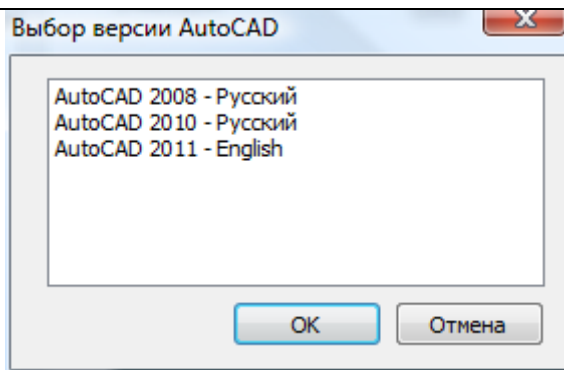 Выбор версии AutoCAD
AutoCAD 2008 - Русский
AutoCAD 2010 - Русский
AutoCAD 2011 - English
OK
Отмена